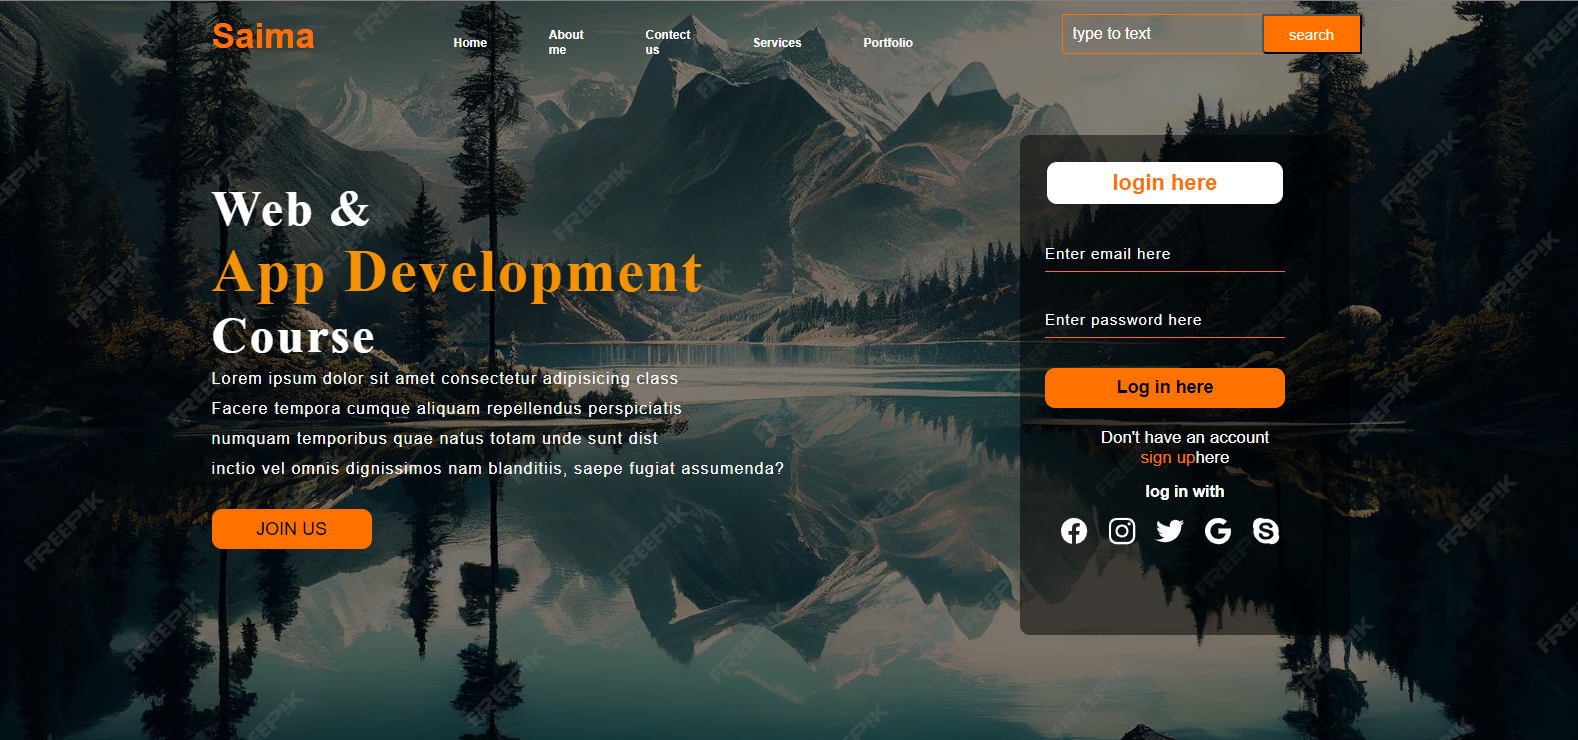 Saima
Home
About
me
Contect
us
Services
Portfolio
type to text
search
Web &
App Development
Course
Lorem ipsum dolor sit amet consectetur adipisicing class
Facere tempora cumque aliquam repellendus perspiciatis
numquam temporibus quae natus totam unde sunt dist
inctio vel omnis dignissimos nam blanditiis, saepe fugiat assumenda?
JOIN US
login here
Enter email here
Enter password here
Log in here
Don't have an account
sign uphere
log in with
FREEPIK